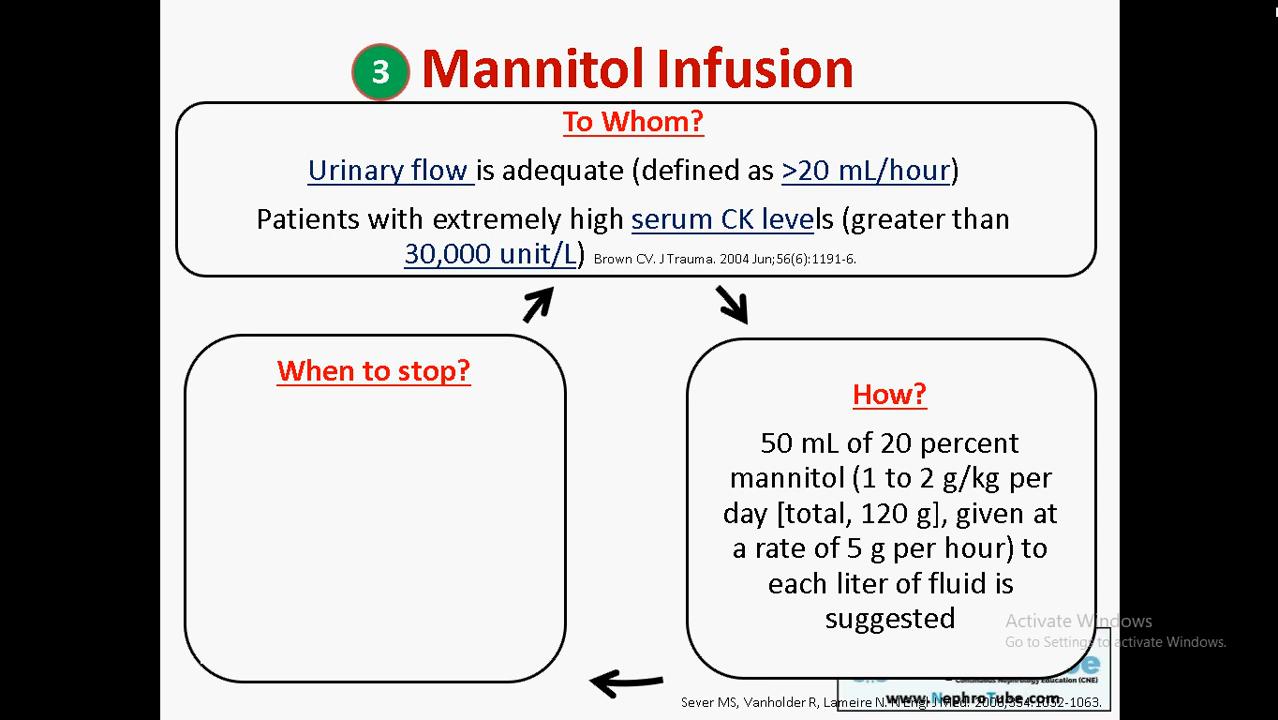 3 Mannitol Infusion
To Whom?
Urinary flow is adequate (defined as >20 mL/hour)
Patients with extremely high serum CK levels (greater than
30,000 unit/L) Brown CV. J Trauma. 2004 Jun;56(6):1191-6.
When to stop?
How?
50 mL of 20 percent
mannitol (1 to 2 g/kg per
day [total, 120 g], given at
a rate of 5 g per hour) to
each liter of fluid is
suggested
Activate Windows
Go to Settings to activate Windows.
Continuous Nephrology Education (CNE)
www.NephroTube.com
Sever MS, Vanholder R, Lameire N. N Engl J Med. 2006;354:1052-1063.